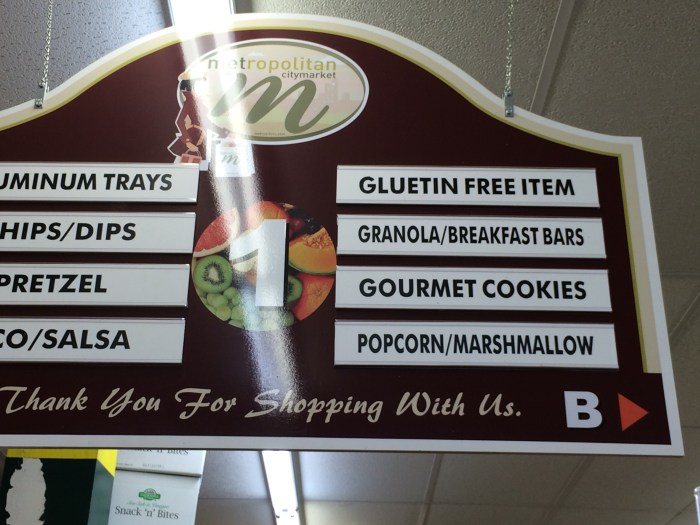 metropolitan
citymarket
m
UMINUM TRAYS
HIPS/DIPS
PRETZEL
CO/SALSA
1
GLUETIN FREE ITEM
GRANOLA/BREAKFAST BARS
GOURMET COOKIES
POPCORN/MARSHMALLOW
Thank You For Shopping With Us.
B
Snack 'n' Bites